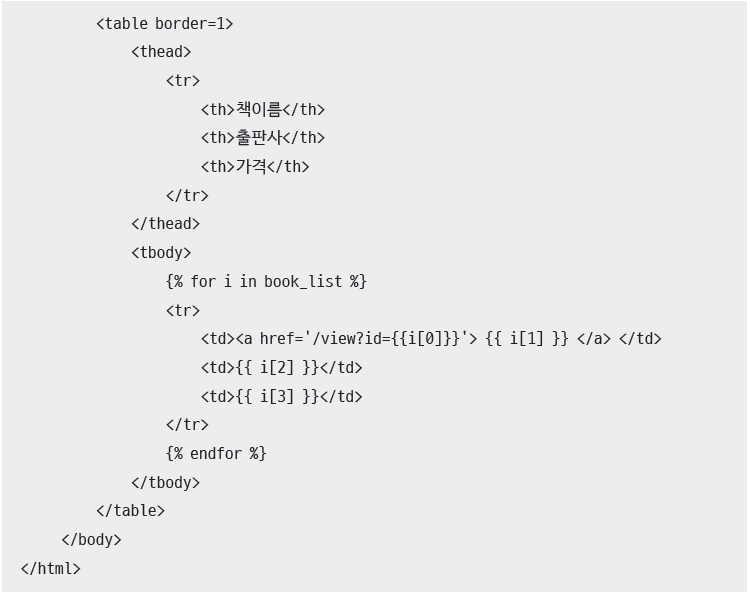 <table border=1>
<thead>
<tr>
<th>책이름</th>
<th>출판사</th>
<th>가격</th>
</tr>
</thead>
<tbody>
{% for i in book_list %}
<tr>
<td><a href='/view?id={{i[0]}}'> {{ i[1] }} </a> </td>
<td>{{ i[2] }}</td>
<td>{{ i[3] }}</td>
</tr>
{% endfor %}
</tbody>
</table>
</body>
</html>